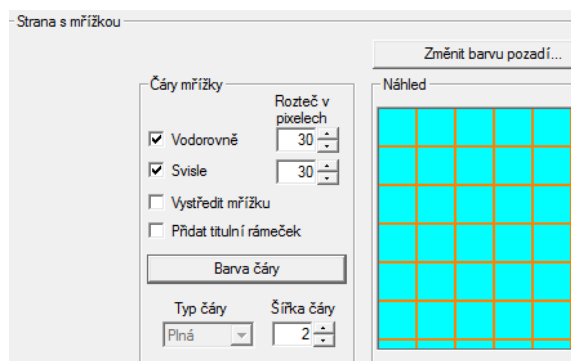 Strana s mřížkou
Změnit barvu pozadí...
Čáry mřížky
Rozteč v
pixelech
Vodorovně 30
Svisle 30
Vystředit mřížku
Přidat titulní rámeček
Barva čáry
Typ čáry Šířka čáry
Plná 2
Náhled